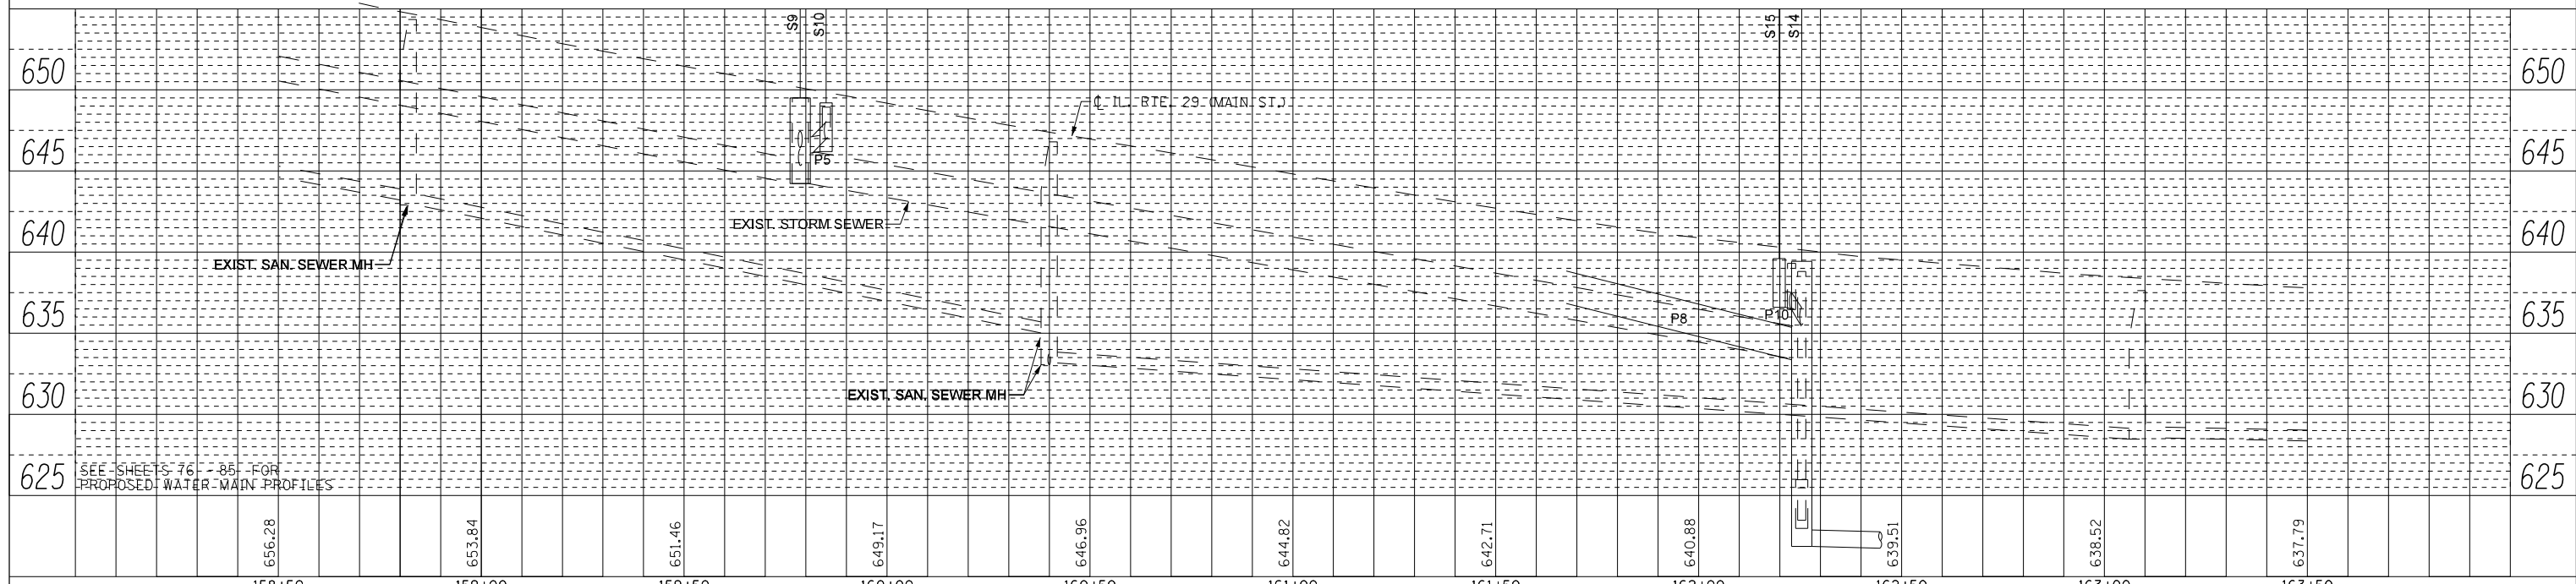 S9
S10
S15
S14
650
650
℄ IL. RTE. 29 (MAIN ST.)
645
P5
645
EXIST. STORM SEWER
640
640
EXIST. SAN. SEWER MH
635
P8
P10
635
630
EXIST. SAN. SEWER MH
630
625
SEE SHEETS 76 - 85 FOR
PROPOSED WATER MAIN PROFILES
625
656.28
653.84
651.46
649.17
646.96
644.82
642.71
640.88
639.51
638.52
637.79